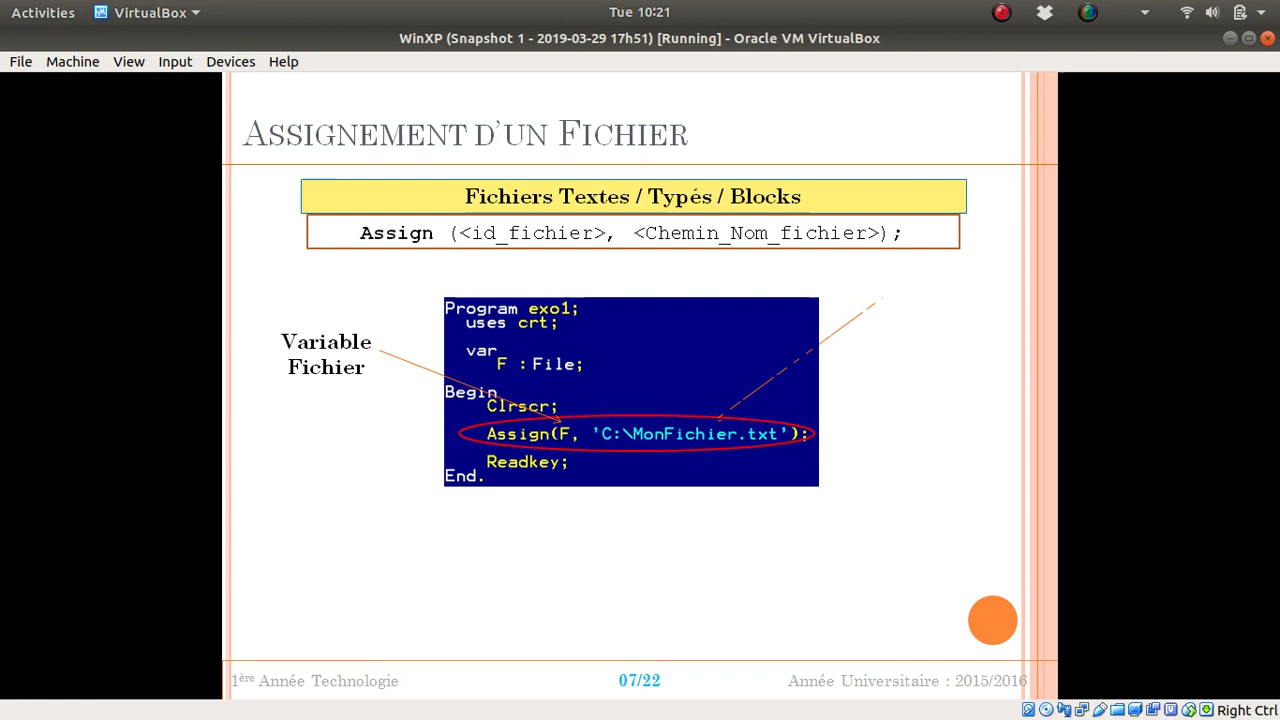 Activities VirtualBox Tue 10:21
WinXP (Snapshot 1 - 2019-03-29 17h51) [Running] - Oracle VM VirtualBox
File Machine View Input Devices Help
Assignement d'un Fichier
Fichiers Textes / Typés / Blocks
Assign (<id_fichier>, <Chemin_Nom_fichier>);
Variable
Fichier
Program exo1;
uses crt;
var
F : File;
Begin
Clrscr;
Assign(F, 'C:\MonFichier.txt');
Readkey;
End.
1ère Année Technologie 07/22 Année Universitaire : 2015/2016
Right Ctrl